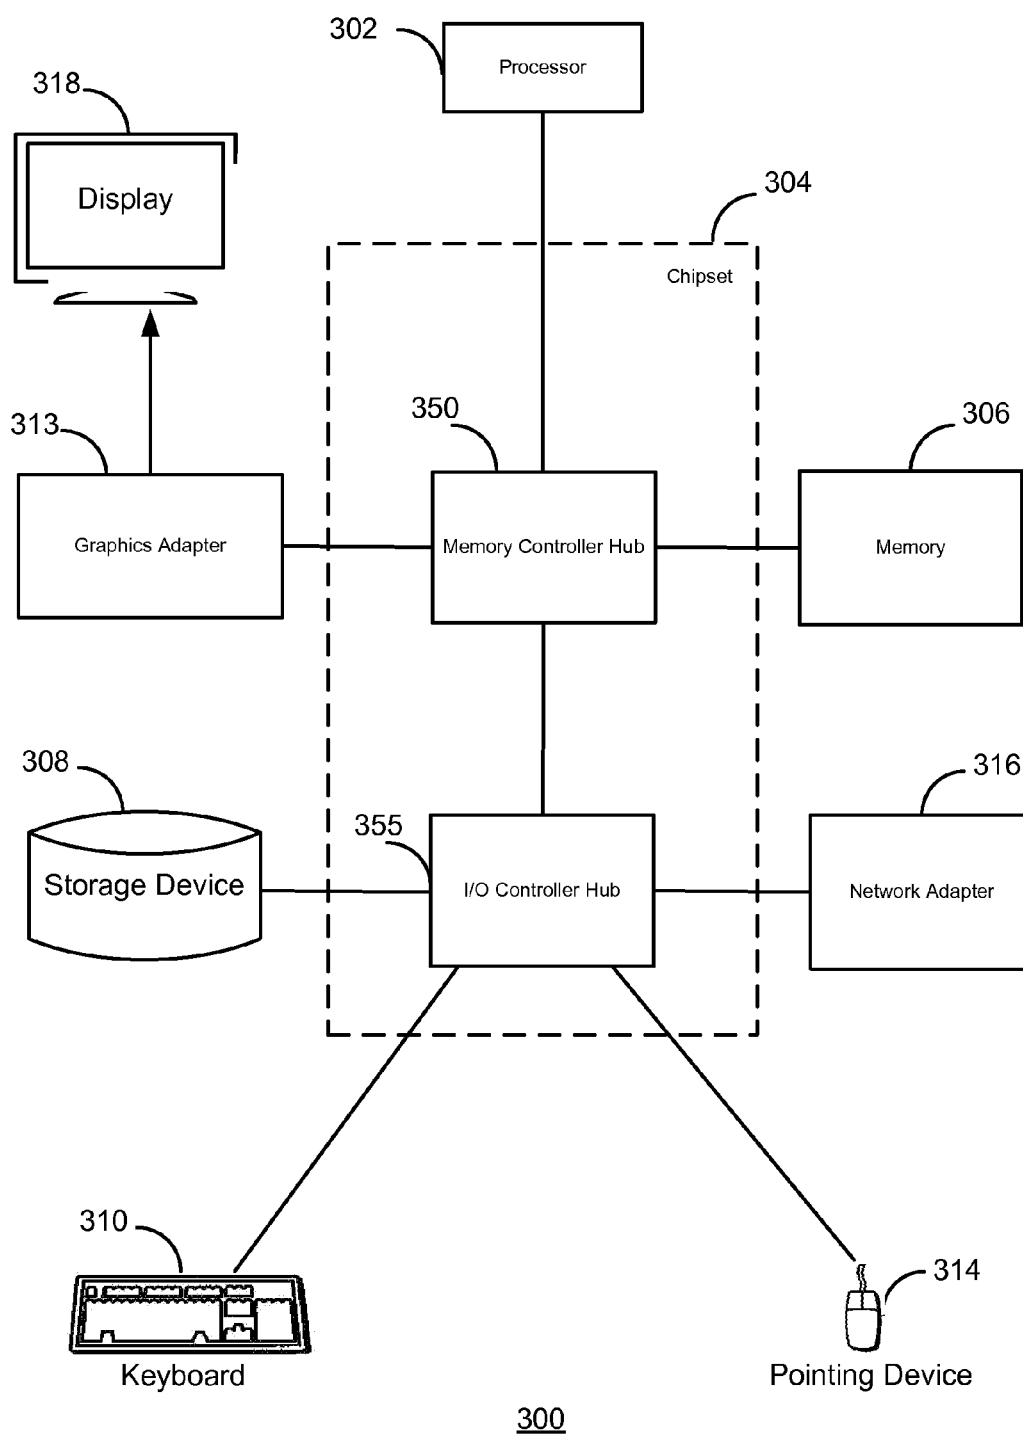 302
Processor
318
Display
304
Chipset
313
350
306
Graphics Adapter
Memory Controller Hub
Memory
308
355
316
Storage Device
I/O Controller Hub
Network Adapter
310
314
Keyboard
Pointing Device
300